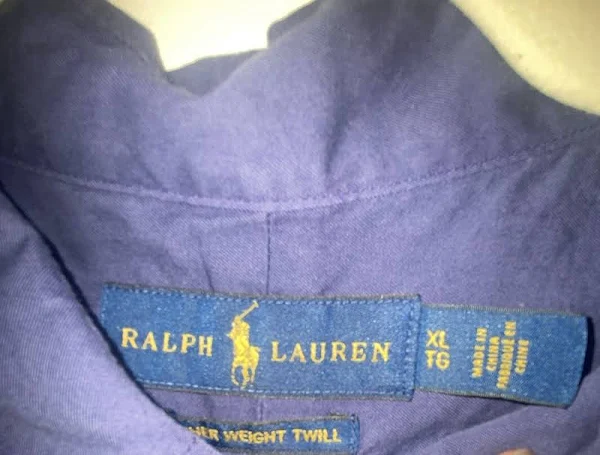 RALPH LAUREN
XL
TG
MADE IN
CHINA
FABRIQUÉ EN
CHINE
WEIGHT TWILL